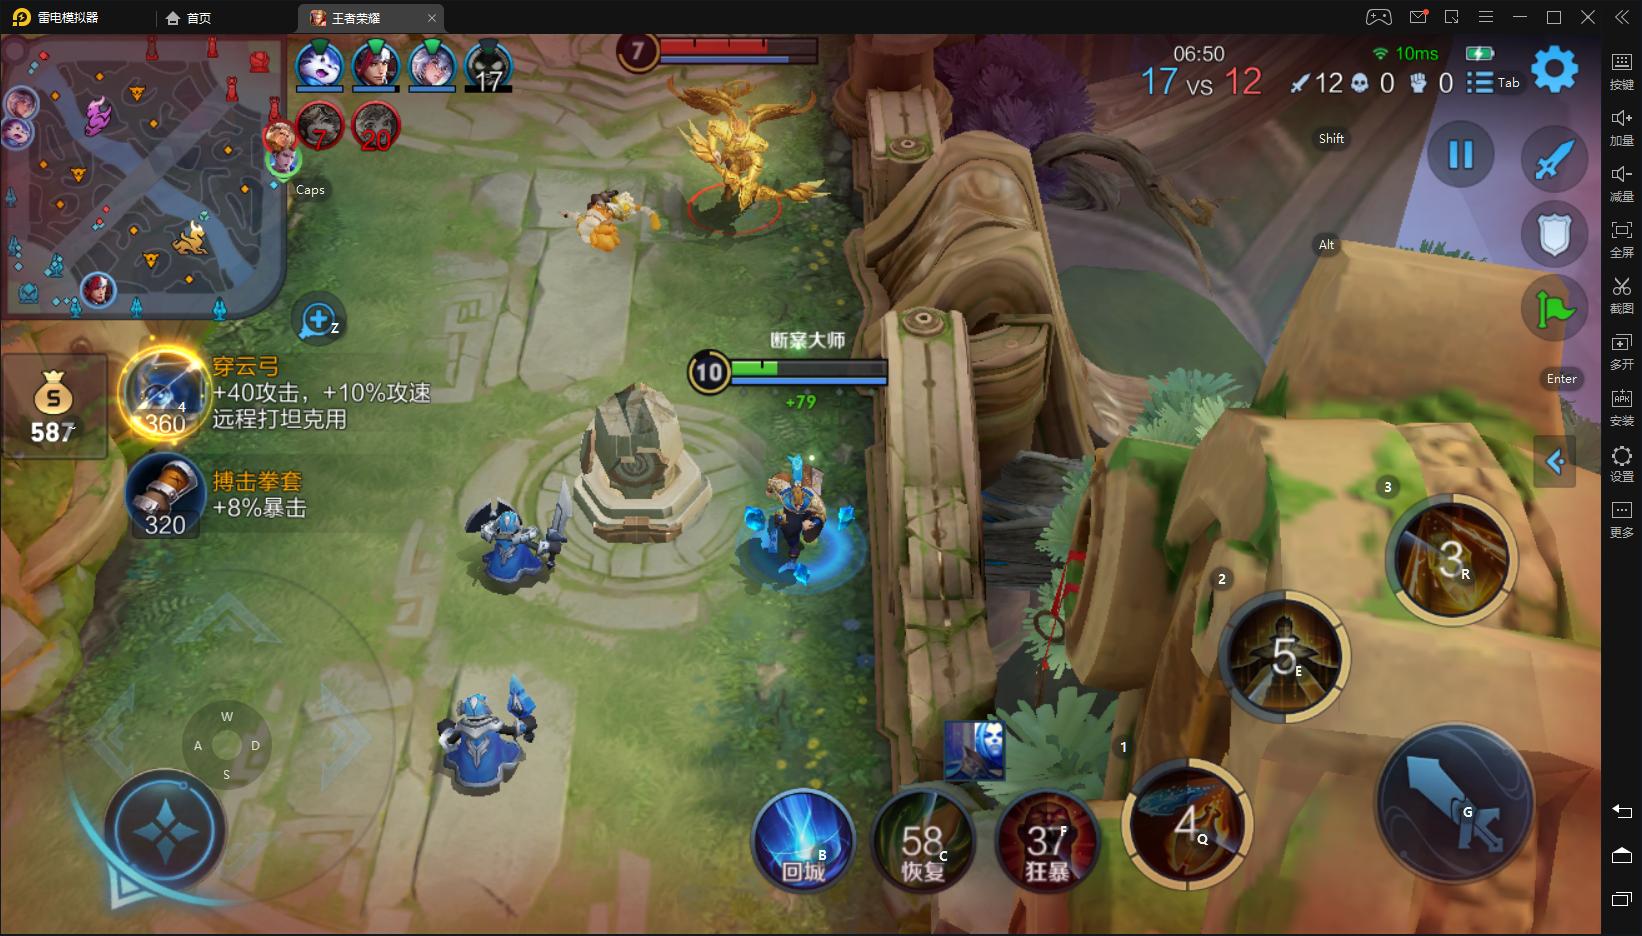 雷电模拟器
首页
王者荣耀
7
06:50
10ms
17 vs 12
12 0 0
Tab
17
7
20
Caps
Shift
Alt
Enter
Z
587
穿云弓
+40攻击，+10%攻速
远程打坦克用
4
360
搏击拳套
+8%暴击
320
断案大师
10
+79
W
A
D
S
回城
B
58
恢复
C
37
狂暴
F
1
4
Q
2
5
E
3
3
R
G
按键
加量
减量
全屏
截图
多开
APK
安装
设置
更多